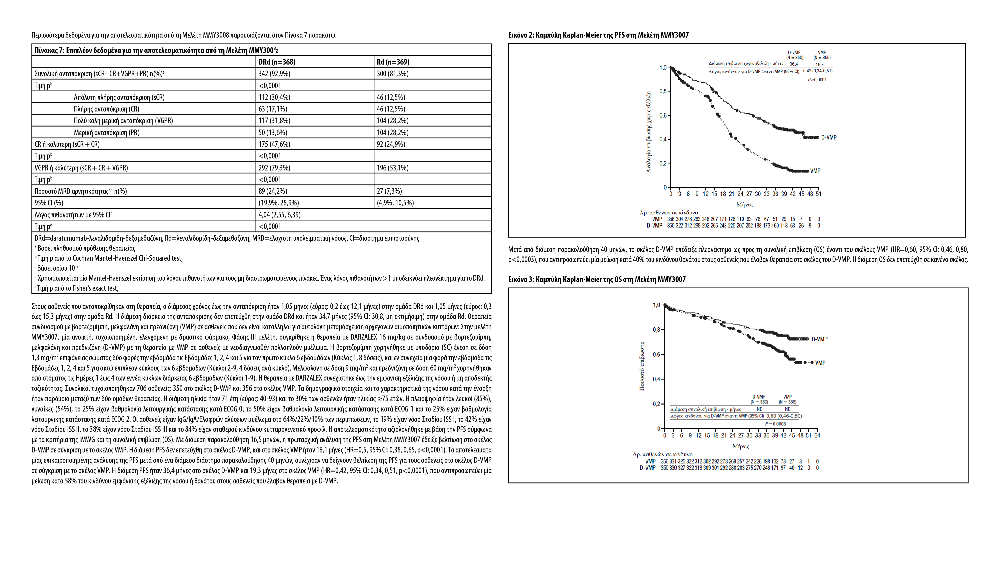 Περισσότερα δεδομένα για την αποτελεσματικότητα από τη Μελέτη MMY3008 παρουσιάζονται στον Πίνακα 7 παρακάτω.
Πίνακας 7: Επιπλέον δεδομένα για την αποτελεσματικότητα από τη Μελέτη MMY300⁸a
DRd (n=368) Rd (n=369)
Συνολική ανταπόκριση (sCR+CR+VGPR+PR) n(%)ᵃ 342 (92,9%) 300 (81,3%)
Τιμή pᵇ <0,0001
Απόλυτη πλήρης ανταπόκριση (sCR) 112 (30,4%) 46 (12,5%)
Πλήρης ανταπόκριση (CR) 63 (17,1%) 46 (12,5%)
Πολύ καλή μερική ανταπόκριση (VGPR) 117 (31,8%) 104 (28,2%)
Μερική ανταπόκριση (PR) 50 (13,6%) 104 (28,2%)
CR ή καλύτερη (sCR + CR) 175 (47,6%) 92 (24,9%)
Τιμή pᵇ <0,0001
VGPR ή καλύτερη (sCR + CR + VGPR) 292 (79,3%) 196 (53,1%)
Τιμή pᵇ <0,0001
Ποσοστό MRD αρνητικότηταςᵃ,ᶜ n(%) 89 (24,2%) 27 (7,3%)
95% CI (%) (19,9%, 28,9%) (4,9%, 10,5%)
Λόγος πιθανοτήτων με 95% CIᵈ 4,04 (2,55, 6,39)
Τιμή pᵉ <0,0001
DRd=daratumumab-λεναλιδομίδη-δεξαμεθαζόνη, Rd=λεναλιδομίδη-δεξαμεθαζόνη, MRD=ελάχιστη υπολειμματική νόσος, CI=διάστημα εμπιστοσύνης
ᵃ Βάσει πληθυσμού πρόθεσης θεραπείας
ᵇ Τιμή p από το Cochran Mantel-Haenszel Chi-Squared test,
ᶜ Βάσει ορίου 10⁻⁵
ᵈ Χρησιμοποιείται μία Mantel-Haenszel εκτίμηση του λόγου πιθανοτήτων για τους μη διαστρωματωμένους πίνακες. Ένας λόγος πιθανοτήτων >1 υποδεικνύει πλεονέκτημα για το DRd.
ᵉ Τιμή p από το Fisher's exact test,
Στους ασθενείς που ανταποκρίθηκαν στη θεραπεία, ο διάμεσος χρόνος έως την ανταπόκριση ήταν 1,05 μήνες (εύρος: 0,2 έως 12,1 μήνες) στην ομάδα DRd και 1,05 μήνες (εύρος: 0,3
έως 15,3 μήνες) στην ομάδα Rd. Η διάμεση διάρκεια της ανταπόκρισης δεν επετεύχθη στην ομάδα DRd και ήταν 34,7 μήνες (95% CI: 30,8, μη εκτιμήσιμη) στην ομάδα Rd. Θεραπεία
συνδυασμού με βορτεζομίμπη, μελφαλάνη και πρεδνιζόνη (VMP) σε ασθενείς που δεν είναι κατάλληλοι για αυτόλογη μεταμόσχευση αρχέγονων αιμοποιητικών κυττάρων: Στην μελέτη
MMY3007, μία ανοικτή, τυχαιοποιημένη, ελεγχόμενη με δραστικό φάρμακο, Φάσης III μελέτη, συγκρίθηκε η θεραπεία με DARZALEX 16 mg/kg σε συνδυασμό με βορτεζομίμπη,
μελφαλάνη και πρεδνιζόνη (D-VMP) με τη θεραπεία με VMP σε ασθενείς με νεοδιαγνωσθέν πολλαπλούν μυέλωμα. Η βορτεζομίμπη χορηγήθηκε με υποδόρια (SC) ένεση σε δόση
1,3 mg/m² επιφάνειας σώματος δύο φορές την εβδομάδα τις Εβδομάδες 1, 2, 4 και 5 για τον πρώτο κύκλο 6 εβδομάδων (Κύκλος 1, 8 δόσεις), και εν συνεχεία μία φορά την εβδομάδα τις
Εβδομάδες 1, 2, 4 και 5 για οκτώ επιπλέον κύκλους των 6 εβδομάδων (Κύκλοι 2-9, 4 δόσεις ανά κύκλο). Μελφαλάνη σε δόση 9 mg/m² και πρεδνιζόνη σε δόση 60 mg/m² χορηγήθηκαν
από στόματος τις Ημέρες 1 έως 4 των εννέα κύκλων διάρκειας 6 εβδομάδων (Κύκλοι 1-9). Η θεραπεία με DARZALEX συνεχίστηκε έως την εμφάνιση εξέλιξης της νόσου ή μη αποδεκτής
τοξικότητας. Συνολικά, τυχαιοποιήθηκαν 706 ασθενείς: 350 στο σκέλος D-VMP και 356 στο σκέλος VMP. Τα δημογραφικά στοιχεία και τα χαρακτηριστικά της νόσου κατά την έναρξη
ήταν παρόμοια μεταξύ των δύο ομάδων θεραπείας. Η διάμεση ηλικία ήταν 71 έτη (εύρος: 40-93) και το 30% των ασθενών ήταν ηλικίας ≥75 ετών. Η πλειοψηφία ήταν λευκοί (85%),
γυναίκες (54%), το 25% είχαν βαθμολογία λειτουργικής κατάστασης κατά ECOG 0, το 50% είχαν βαθμολογία λειτουργικής κατάστασης κατά ECOG 1 και το 25% είχαν βαθμολογία
λειτουργικής κατάστασης κατά ECOG 2. Οι ασθενείς είχαν IgG/IgA/Ελαφρών αλύσεων μυέλωμα στο 64%/22%/10% των περιπτώσεων, το 19% είχαν νόσο Σταδίου ISS I, το 42% είχαν
νόσο Σταδίου ISS II, το 38% είχαν νόσο Σταδίου ISS III και το 84% είχαν σταθερού κινδύνου κυτταρογενετικό προφίλ. Η αποτελεσματικότητα αξιολογήθηκε με βάση την PFS σύμφωνα
με τα κριτήρια της IMWG και τη συνολική επιβίωση (OS). Με διάμεση παρακολούθηση 16,5 μηνών, η πρωταρχική ανάλυση της PFS στη Μελέτη MMY3007 έδειξε βελτίωση στο σκέλος
D-VMP σε σύγκριση με το σκέλος VMP. Η διάμεση PFS δεν επετεύχθη στο σκέλος D-VMP, και στο σκέλος VMP ήταν 18,1 μήνες (HR=0,5, 95% CI: 0,38, 0,65, p<0,0001). Τα αποτελέσματα
μίας επικαιροποιημένης ανάλυσης της PFS μετά από ένα διάμεσο διάστημα παρακολούθησης 40 μηνών, συνέχισαν να δείχνουν βελτίωση της PFS για τους ασθενείς στο σκέλος D-VMP
σε σύγκριση με το σκέλος VMP. Η διάμεση PFS ήταν 36,4 μήνες στο σκέλος D-VMP και 19,3 μήνες στο σκέλος VMP (HR=0,42, 95% CI: 0,34, 0,51, p<0,0001), που αντιπροσωπεύει μία
μείωση κατά 58% του κινδύνου εμφάνισης εξέλιξης της νόσου ή θανάτου στους ασθενείς που έλαβαν θεραπεία με D-VMP.
Εικόνα 2: Καμπύλη Kaplan-Meier της PFS στη Μελέτη MMY3007
D-VMP VMP
(N = 350) (N = 356)
Διάμεση επιβίωση χωρίς εξέλιξη - μήνες 36,4 19,3
Λόγος κινδύνου για D-VMP έναντι VMP (95% CI) 0,42 (0,34-0,51)
P <0,0001
Αναλογία επιβίωσης χωρίς εξέλιξη
1,0
0,8
0.6
0,4
0,2
0
D-VMP
VMP
0 3 6 9 12 15 18 21 24 27 30 33 36 39 42 45 48 51
Μήνες
Αρ. ασθενών σε κίνδυνο
VMP 356 304 278 263 246 207 171 128 110 93 78 67 51 29 15 7 0 0
D-VMP 350 322 312 298 292 265 243 220 207 202 188 173 160 113 63 26 9 0
Μετά από διάμεση παρακολούθηση 40 μηνών, το σκέλος D-VMP επέδειξε πλεονέκτημα ως προς τη συνολική επιβίωση (OS) έναντι του σκέλους VMP (HR=0,60, 95% CI: 0,46, 0,80,
p<0,0003), που αντιπροσωπεύει μία μείωση κατά 40% του κινδύνου θανάτου στους ασθενείς που έλαβαν θεραπεία στο σκέλος του D-VMP. Η διάμεση OS δεν επετεύχθη σε κανένα σκέλος.
Εικόνα 3: Καμπύλη Kaplan-Meier της OS στη Μελέτη MMY3007
Ποσοστό επιβίωσης
1,0
0,8
0,6
0,4
0,2
0
D-VMP
VMP
D-VMP VMP
(N = 350) (N = 356)
Διάμεση συνολική επιβίωση - μήνες NE NE
Λόγος κινδύνου για D-VMP έναντι VMP (95% CI) 0,60 (0,46-0,80)
P = 0,0003
0 3 6 9 12 15 18 21 24 27 30 33 36 39 42 45 48 51 54
Μήνες
Αρ. ασθενών σε κίνδυνο
VMP 356 331 325 322 312 302 292 278 269 257 242 226 198 132 73 27 3 1 0
D-VMP 350 330 327 322 318 309 301 292 288 283 275 270 248 171 97 40 12 0 0